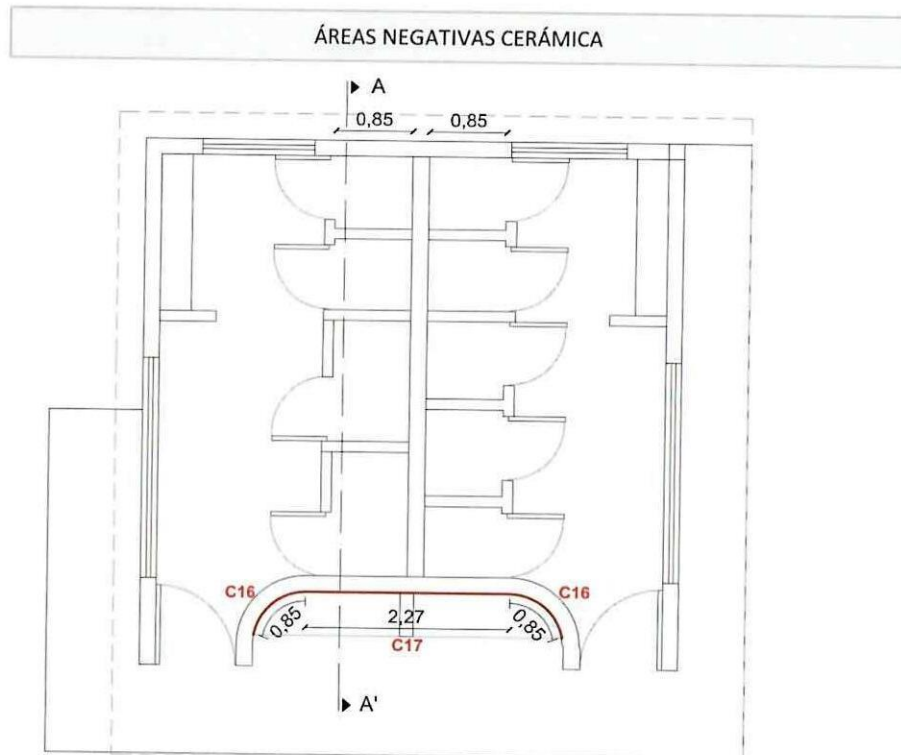 ÁREAS NEGATIVAS CERÁMICA
A
0,85 0,85
C16 C16
0,85 2,27 0,85
C17
A'